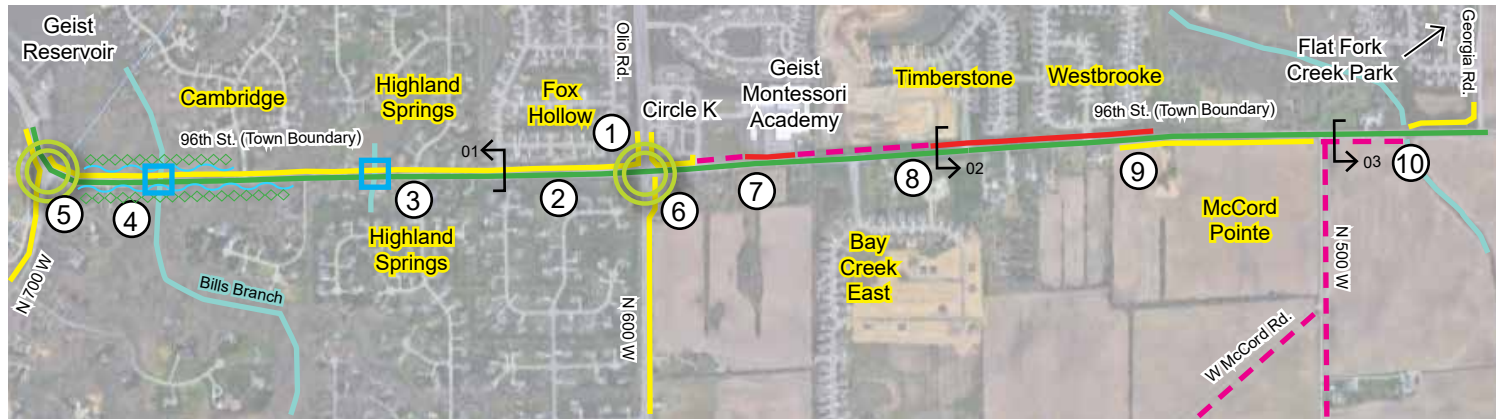 Geist
Reservoir
Cambridge
96th St. (Town Boundary)
Highland
Springs
Fox
Hollow
Olio Rd.
Circle K
Geist
Montessori
Academy
Timberstone
Westbrooke
96th St. (Town Boundary)
Flat Fork
Creek Park
Georgia Rd.
01
02
03
1
2
3
4
5
6
7
8
9
10
N 700 W
Bills Branch
Highland
Springs
N 600 W
Bay
Creek
East
McCord
Pointe
N 500 W
W McCord Rd.